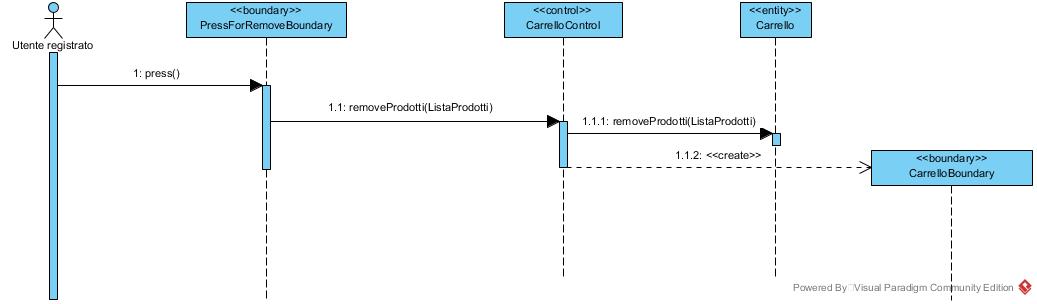 <<boundary>>
PressForRemoveBoundary
<<control>>
CarrelloControl
<<entity>>
Carrello
Utente registrato
1: press()
1.1: removeProdotti(ListaProdotti)
1.1.1: removeProdotti(ListaProdotti)
1.1.2: <<create>>
<<boundary>>
CarrelloBoundary
Powered By Visual Paradigm Community Edition